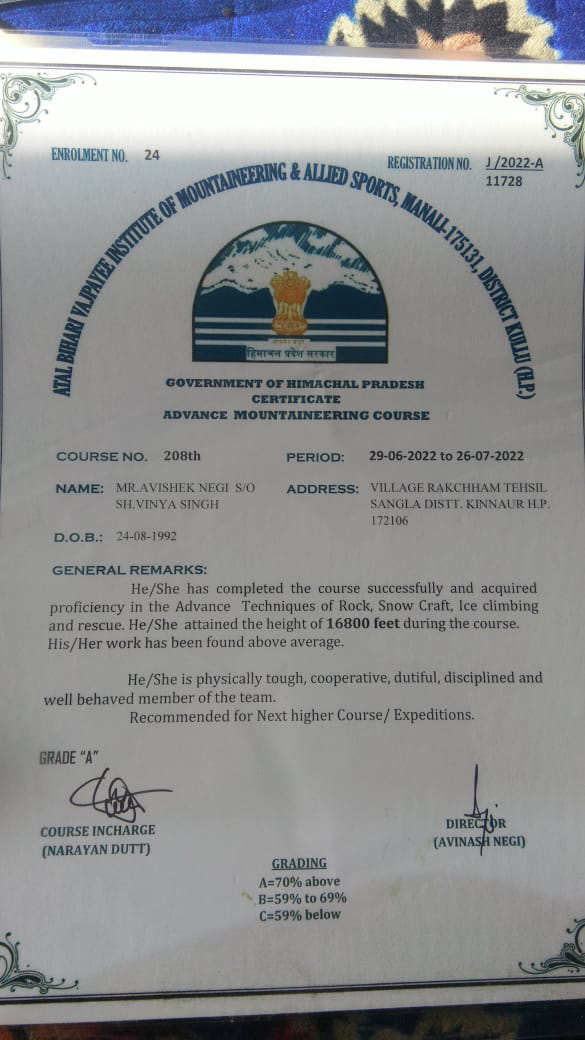 ENROLMENT NO. 24
REGISTRATION NO. J /2022-A
11728
ATAL BIHARI VAJPAYEE INSTITUTE OF MOUNTAINEERING & ALLIED SPORTS, MANALI-175131, DISTRICT KULLU (H.P.)
हिमाचल प्रदेश सरकार
GOVERNMENT OF HIMACHAL PRADESH
CERTIFICATE
ADVANCE MOUNTAINEERING COURSE
COURSE NO. 208th PERIOD: 29-06-2022 to 26-07-2022
NAME: MR.AVISHEK NEGI S/O
SH.VINYA SINGH
ADDRESS: VILLAGE RAKCHHAM TEHSIL
SANGLA DISTT. KINNAUR H.P.
172106
D.O.B.: 24-08-1992
GENERAL REMARKS:
He/She has completed the course successfully and acquired
proficiency in the Advance Techniques of Rock, Snow Craft, Ice climbing
and rescue. He/She attained the height of 16800 feet during the course.
His/Her work has been found above average.
He/She is physically tough, cooperative, dutiful, disciplined and
well behaved member of the team.
Recommended for Next higher Course/ Expeditions.
GRADE "A"
COURSE INCHARGE
(NARAYAN DUTT)
DIRECTOR
(AVINASH NEGI)
GRADING
A=70% above
B=59% to 69%
C=59% below